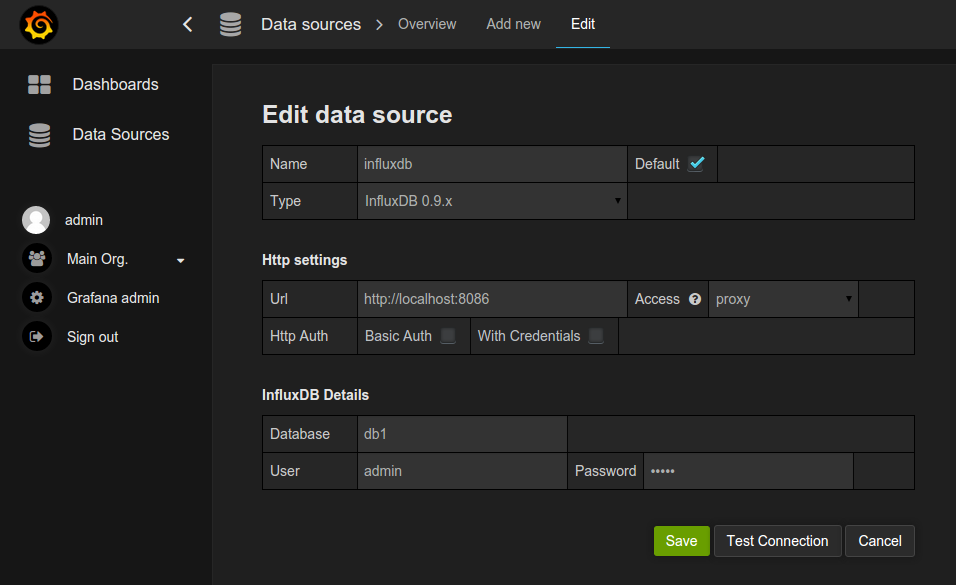 Data sources > Overview Add new Edit
Dashboards
Data Sources
admin
Main Org.
Grafana admin
Sign out
Edit data source
Name influxdb Default
Type InfluxDB 0.9.x
Http settings
Url http://localhost:8086 Access ? proxy
Http Auth Basic Auth With Credentials
InfluxDB Details
Database db1
User admin Password •••••
Save Test Connection Cancel